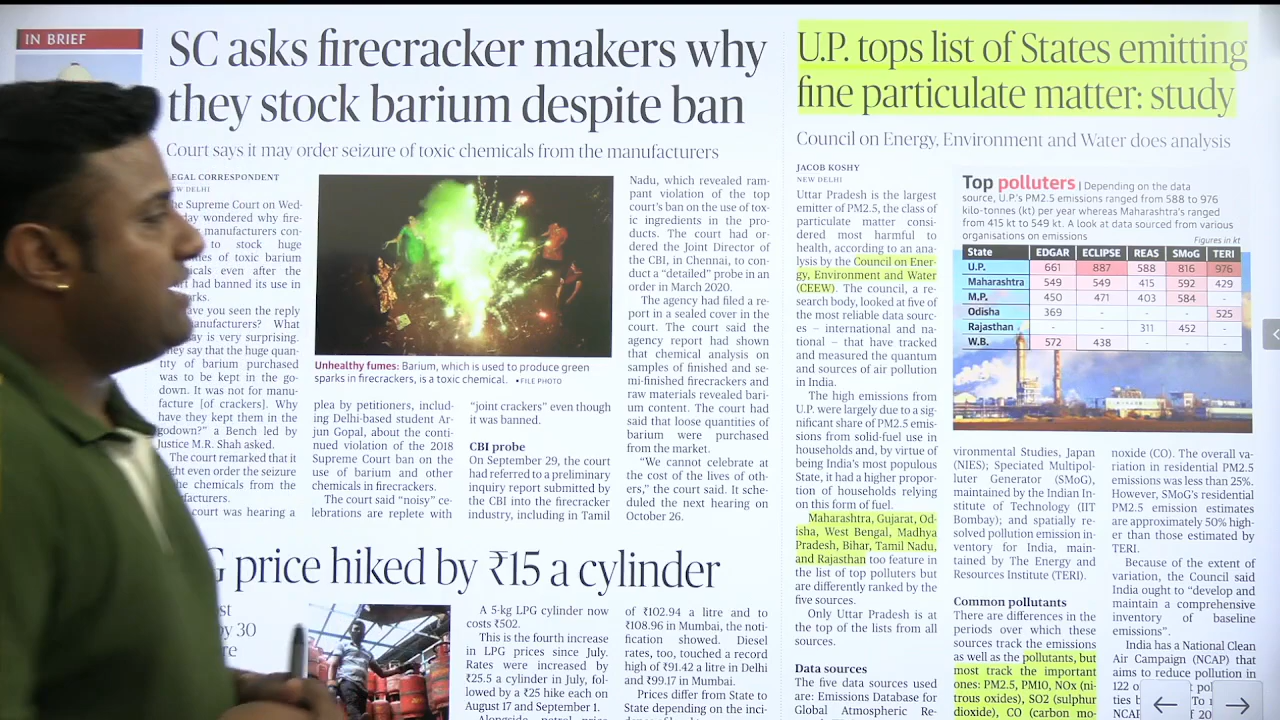 IN BRIEF
SC asks firecracker makers why
they stock barium despite ban
Court says it may order seizure of toxic chemicals from the manufacturers
EGAL CORRESPONDENT
EW DELHI
he Supreme Court on Wed-
day wondered why fire-
manufacturers con-
to stock huge
of toxic barium
icals even after the
had banned its use in
orks.
ave you seen the reply
anufacturers? What
ay is very surprising.
hey say that the huge quan-
tity of barium purchased
was to be kept in the go-
down. It was not for manu-
facture [of crackers]. Why
have they kept them in the
godown?” a Bench led by
Justice M.R. Shah asked.
The court remarked that it
ght even order the seizure
the chemicals from the
facturers.
court was hearing a
Unhealthy fumes: Barium, which is used to produce green
sparks in firecrackers, is a toxic chemical. •FILE PHOTO
plea by petitioners, includ-
ing Delhi-based student Ar-
jun Gopal, about the conti-
nued violation of the 2018
Supreme Court ban on the
use of barium and other
chemicals in firecrackers.
The court said “noisy” ce-
lebrations are replete with
“joint crackers” even though
it was banned.
CBI probe
On September 29, the court
had referred to a preliminary
inquiry report submitted by
the CBI into the firecracker
industry, including in Tamil
Nadu, which revealed ram-
pant violation of the top
court’s ban on the use of tox-
ic ingredients in the pro-
ducts. The court had or-
dered the Joint Director of
the CBI, in Chennai, to con-
duct a “detailed” probe in an
order in March 2020.
The agency had filed a re-
port in a sealed cover in the
court. The court said the
agency report had shown
that chemical analysis on
samples of finished and se-
mi-finished firecrackers and
raw materials revealed bari-
um content. The court had
said that loose quantities of
barium were purchased
from the market.
“We cannot celebrate at
the cost of the lives of oth-
ers,” the court said. It sche-
duled the next hearing on
October 26.
G price hiked by ₹15 a cylinder
ast
by 30
re
A 5-kg LPG cylinder now
costs ₹502.
This is the fourth increase
in LPG prices since July.
Rates were increased by
₹25.5 a cylinder in July, fol-
lowed by a ₹25 hike each on
August 17 and September 1.
Alongside, petrol price
of ₹102.94 a litre and to
₹108.96 in Mumbai, the noti-
fication showed. Diesel
rates, too, touched a record
high of ₹91.42 a litre in Delhi
and ₹99.17 in Mumbai.
Prices differ from State to
State depending on the inci-
U.P. tops list of States emitting
fine particulate matter: study
Council on Energy, Environment and Water does analysis
JACOB KOSHY
NEW DELHI
Uttar Pradesh is the largest
emitter of PM2.5, the class of
particulate matter consi-
dered most harmful to
health, according to an ana-
lysis by the Council on Ener-
gy, Environment and Water
(CEEW). The council, a re-
search body, looked at five of
the most reliable data sourc-
es – international and na-
tional – that have tracked
and measured the quantum
and sources of air pollution
in India.
The high emissions from
U.P. were largely due to a sig-
nificant share of PM2.5 emis-
sions from solid-fuel use in
households and, by virtue of
being India’s most populous
State, it had a higher propor-
tion of households relying
on this form of fuel.
Maharashtra, Gujarat, Od-
isha, West Bengal, Madhya
Pradesh, Bihar, Tamil Nadu,
and Rajasthan too feature in
the list of top polluters but
are differently ranked by the
five sources.
Only Uttar Pradesh is at
the top of the lists from all
sources.
Data sources
The five data sources used
are: Emissions Database for
Global Atmospheric Re-
Top polluters | Depending on the data
source, U.P.’s PM2.5 emissions ranged from 588 to 976
kilo-tonnes (kt) per year whereas Maharashtra’s ranged
from 415 kt to 549 kt. A look at data sourced from various
organisations on emissions
Figures in kt
State EDGAR ECLIPSE REAS SMoG TERI
U.P. 661 887 588 816 976
Maharashtra 549 549 415 592 429
M.P. 450 471 403 584 -
Odisha 369 - - - 525
Rajasthan - - 311 452 -
W.B. 572 438 - - -
vironmental Studies, Japan
(NIES); Speciated Multipol-
luter Generator (SMoG),
maintained by the Indian In-
stitute of Technology (IIT
Bombay); and spatially re-
solved pollution emission in-
ventory for India, main-
tained by The Energy and
Resources Institute (TERI).
Common pollutants
There are differences in the
periods over which these
sources track the emissions
as well as the pollutants, but
most track the important
ones: PM2.5, PM10, NOx (ni-
trous oxides), SO2 (sulphur
dioxide), CO (carbon mo-
noxide (CO). The overall va-
riation in residential PM2.5
emissions was less than 25%.
However, SMoG’s residential
PM2.5 emission estimates
are approximately 50% high-
er than those estimated by
TERI.
Because of the extent of
variation, the Council said
India ought to “develop and
maintain a comprehensive
inventory of baseline
emissions”.
India has a National Clean
Air Campaign (NCAP) that
aims to reduce pollution in
122 o
ties b
NCAP